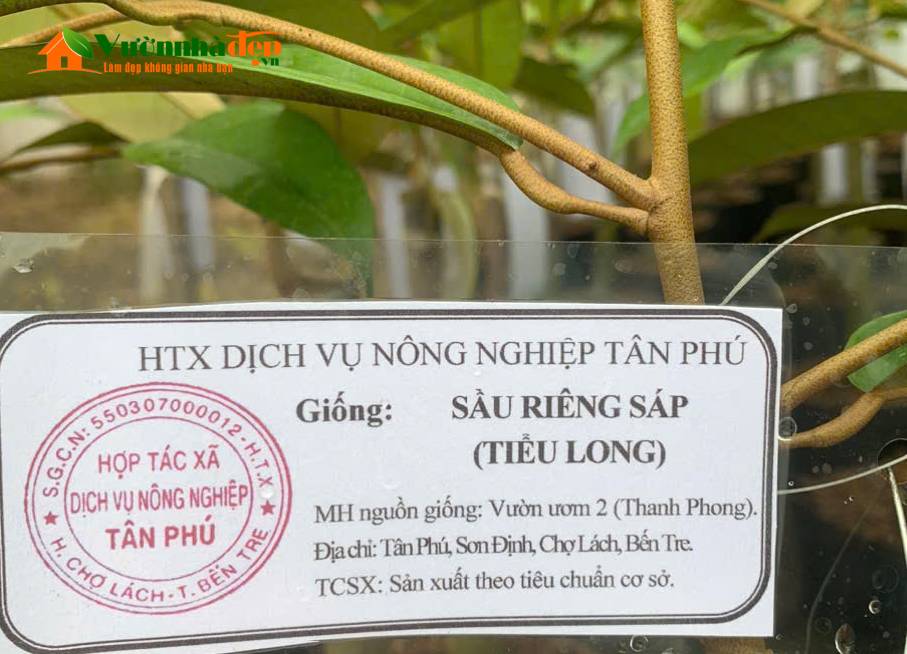 Vườnnhàđẹp.vn
Làm đẹp không gian nhà bạn
HTX DỊCH VỤ NÔNG NGHIỆP TÂN PHÚ
Giống: SẦU RIÊNG SÁP
(TIỂU LONG)
MH nguồn giống: Vườn ươm 2 (Thanh Phong).
Địa chỉ: Tân Phú, Sơn Định, Chợ Lách, Bến Tre.
TCSX: Sản xuất theo tiêu chuẩn cơ sở.
S.G.C.N: 550307000012-H.T.X
HỢP TÁC XÃ
DỊCH VỤ NÔNG NGHIỆP
TÂN PHÚ
★ H. CHỢ LÁCH - T. BẾN TRE ★